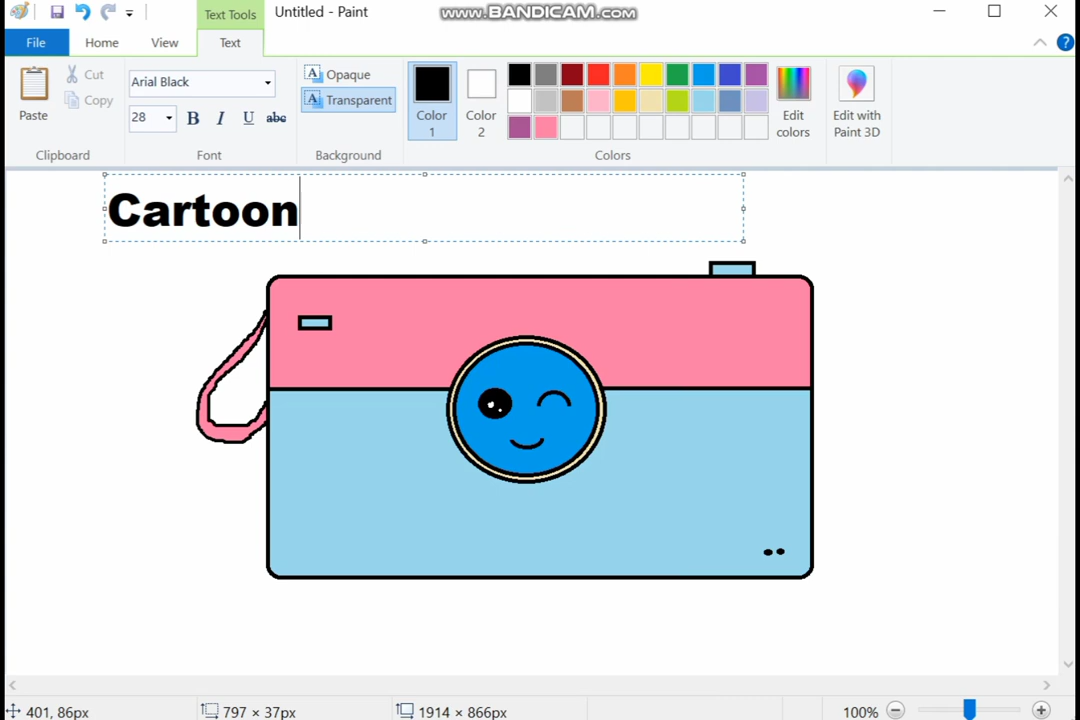 Text Tools
Untitled - Paint
www.BANDICAM.com
File
Home
View
Text
?
Paste
Cut
Copy
Clipboard
Arial Black
28
B I U abc
Font
A Opaque
A Transparent
Background
Color 1
Color 2
Edit colors
Colors
Edit with Paint 3D
Cartoon
401, 86px
797 × 37px
1914 × 866px
100%